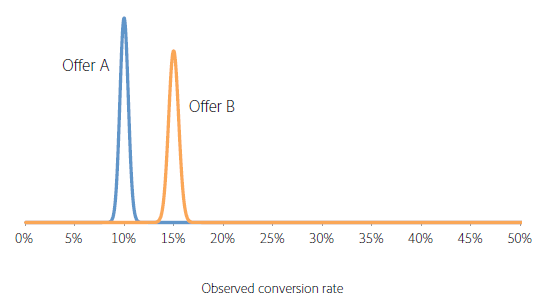 Offer A
Offer B
0% 5% 10% 15% 20% 25% 30% 35% 40% 45% 50%
Observed conversion rate